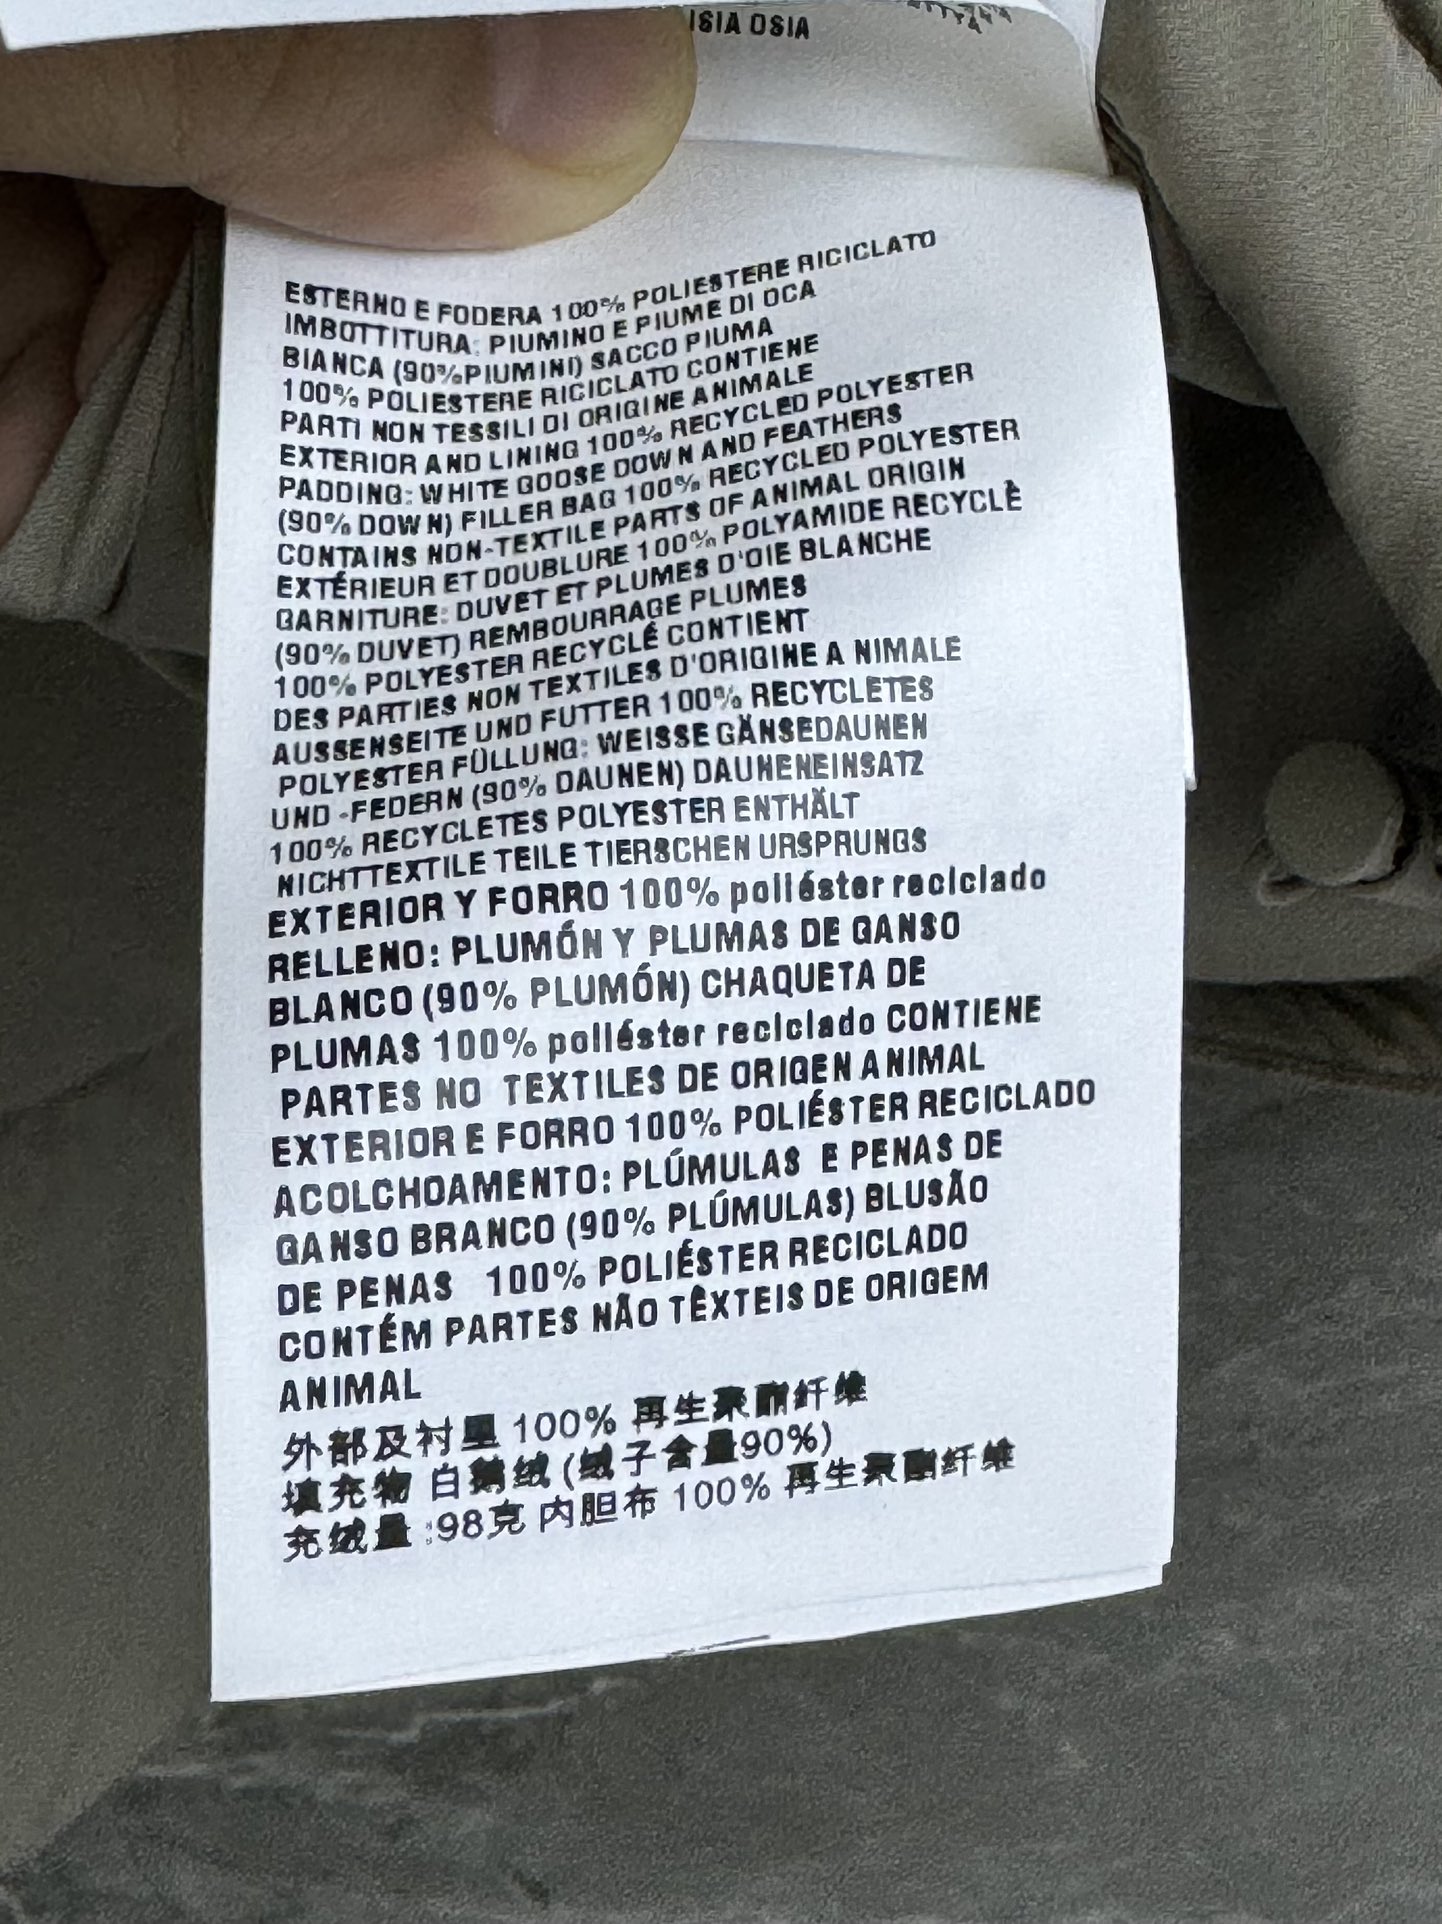 ISIA OSIA
ESTERNO E FODERA 100% POLIESTERE RICICLATO
IMBOTTITURA: PIUMINO E PIUME DI OCA
BIANCA (90%PIUMINI) SACCO PIUMA
100% POLIESTERE RICICLATO CONTIENE
PARTI NON TESSILI DI ORIGINE ANIMALE
EXTERIOR AND LINING 100% RECYCLED POLYESTER
PADDING: WHITE GOOSE DOWN AND FEATHERS
(90% DOWN) FILLER BAG 100% RECYCLED POLYESTER
CONTAINS NON-TEXTILE PARTS OF ANIMAL ORIGIN
EXTÉRIEUR ET DOUBLURE 100% POLYAMIDE RECYCLÈ
GARNITURE: DUVET ET PLUMES D'OIE BLANCHE
(90% DUVET) REMBOURRAGE PLUMES
100% POLYESTER RECYCLÉ CONTIENT
DES PARTIES NON TEXTILES D'ORIGINE A NIMALE
AUSSENSEITE UND FUTTER 100% RECYCLETES
POLYESTER FÜLLUNG: WEISSE GÄNSEDAUNEN
UND -FEDERN (90% DAUNEN) DAUNENEINSATZ
100% RECYCLETES POLYESTER ENTHÄLT
NICHTTEXTILE TEILE TIERSCHEN URSPRUNGS
EXTERIOR Y FORRO 100% poliéster reciclado
RELLENO: PLUMÓN Y PLUMAS DE GANSO
BLANCO (90% PLUMÓN) CHAQUETA DE
PLUMAS 100% poliéster reciclado CONTIENE
PARTES NO TEXTILES DE ORIGEN ANIMAL
EXTERIOR E FORRO 100% POLIÉSTER RECICLADO
ACOLCHOAMENTO: PLÚMULAS E PENAS DE
GANSO BRANCO (90% PLÚMULAS) BLUSÃO
DE PENAS 100% POLIÉSTER RECICLADO
CONTÉM PARTES NÃO TÊXTEIS DE ORIGEM
ANIMAL
外部及衬里 100% 再生聚酯纤维
填充物 白鹅绒 (绒子含量90%)
充绒量 :98克 内胆布 100% 再生聚酯纤维